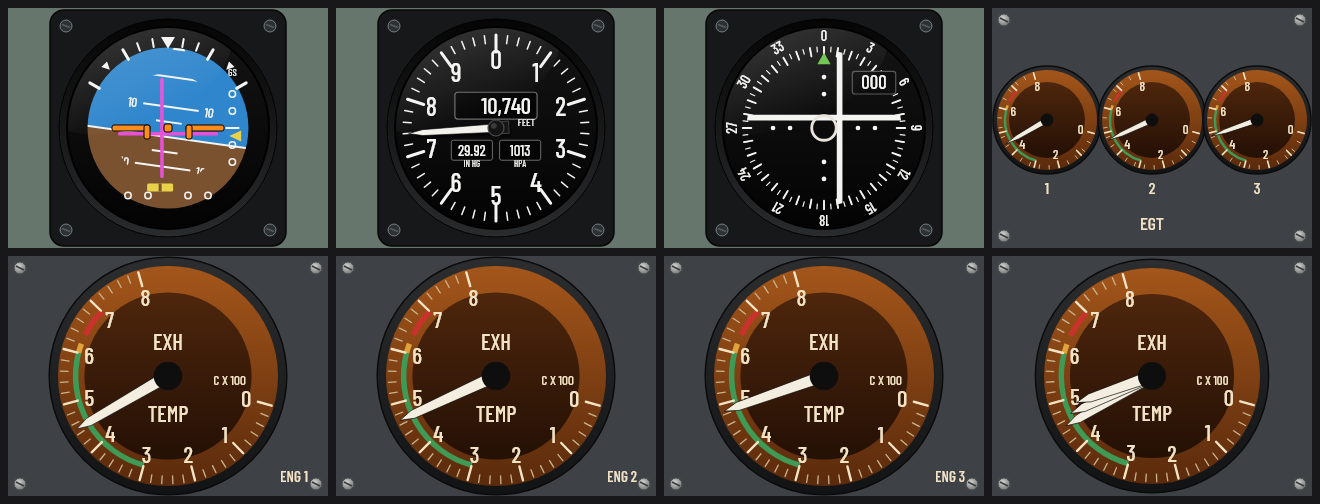 GS
10 10
0
9 1
8 2
10,740
FEET
7 3
29.92 1013
IN HG HPA
6 4
5
0
33 3
30 6
000
27 9
24 12
21 15
18
8 8 8
6 6 6
0 0 0
4 4 4
2 2 2
1 2 3
EGT
8
7
EXH
6
C X 100
5 0
TEMP
4 1
3 2
ENG 1
8
7
EXH
6
C X 100
5 0
TEMP
4 1
3 2
ENG 2
8
7
EXH
6
C X 100
5 0
TEMP
4 1
3 2
ENG 3
8
7
EXH
6
C X 100
5 0
TEMP
4 1
3 2